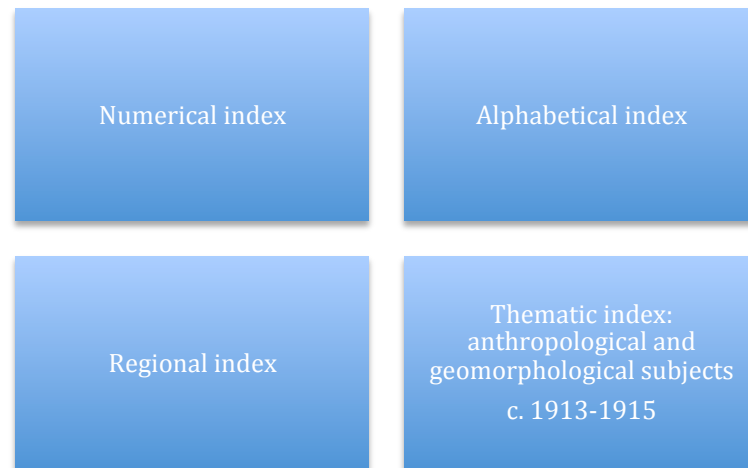 Numerical index
Alphabetical index
Regional index
Thematic index:
anthropological and
geomorphological subjects
c. 1913-1915